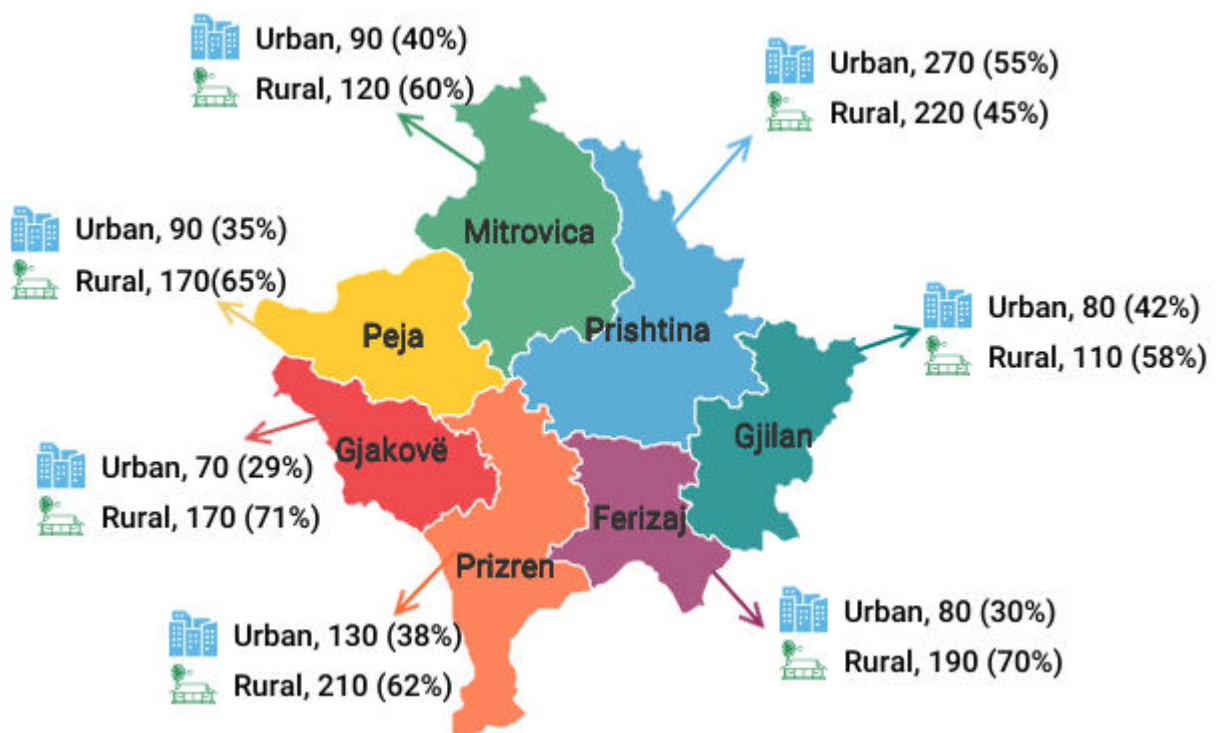 Urban, 90 (40%)
Rural, 120 (60%)
Urban, 270 (55%)
Rural, 220 (45%)
Mitrovica
Urban, 90 (35%)
Rural, 170(65%)
Peja
Prishtina
Urban, 80 (42%)
Rural, 110 (58%)
Gjakovë
Gjilan
Urban, 70 (29%)
Rural, 170 (71%)
Ferizaj
Prizren
Urban, 130 (38%)
Rural, 210 (62%)
Urban, 80 (30%)
Rural, 190 (70%)